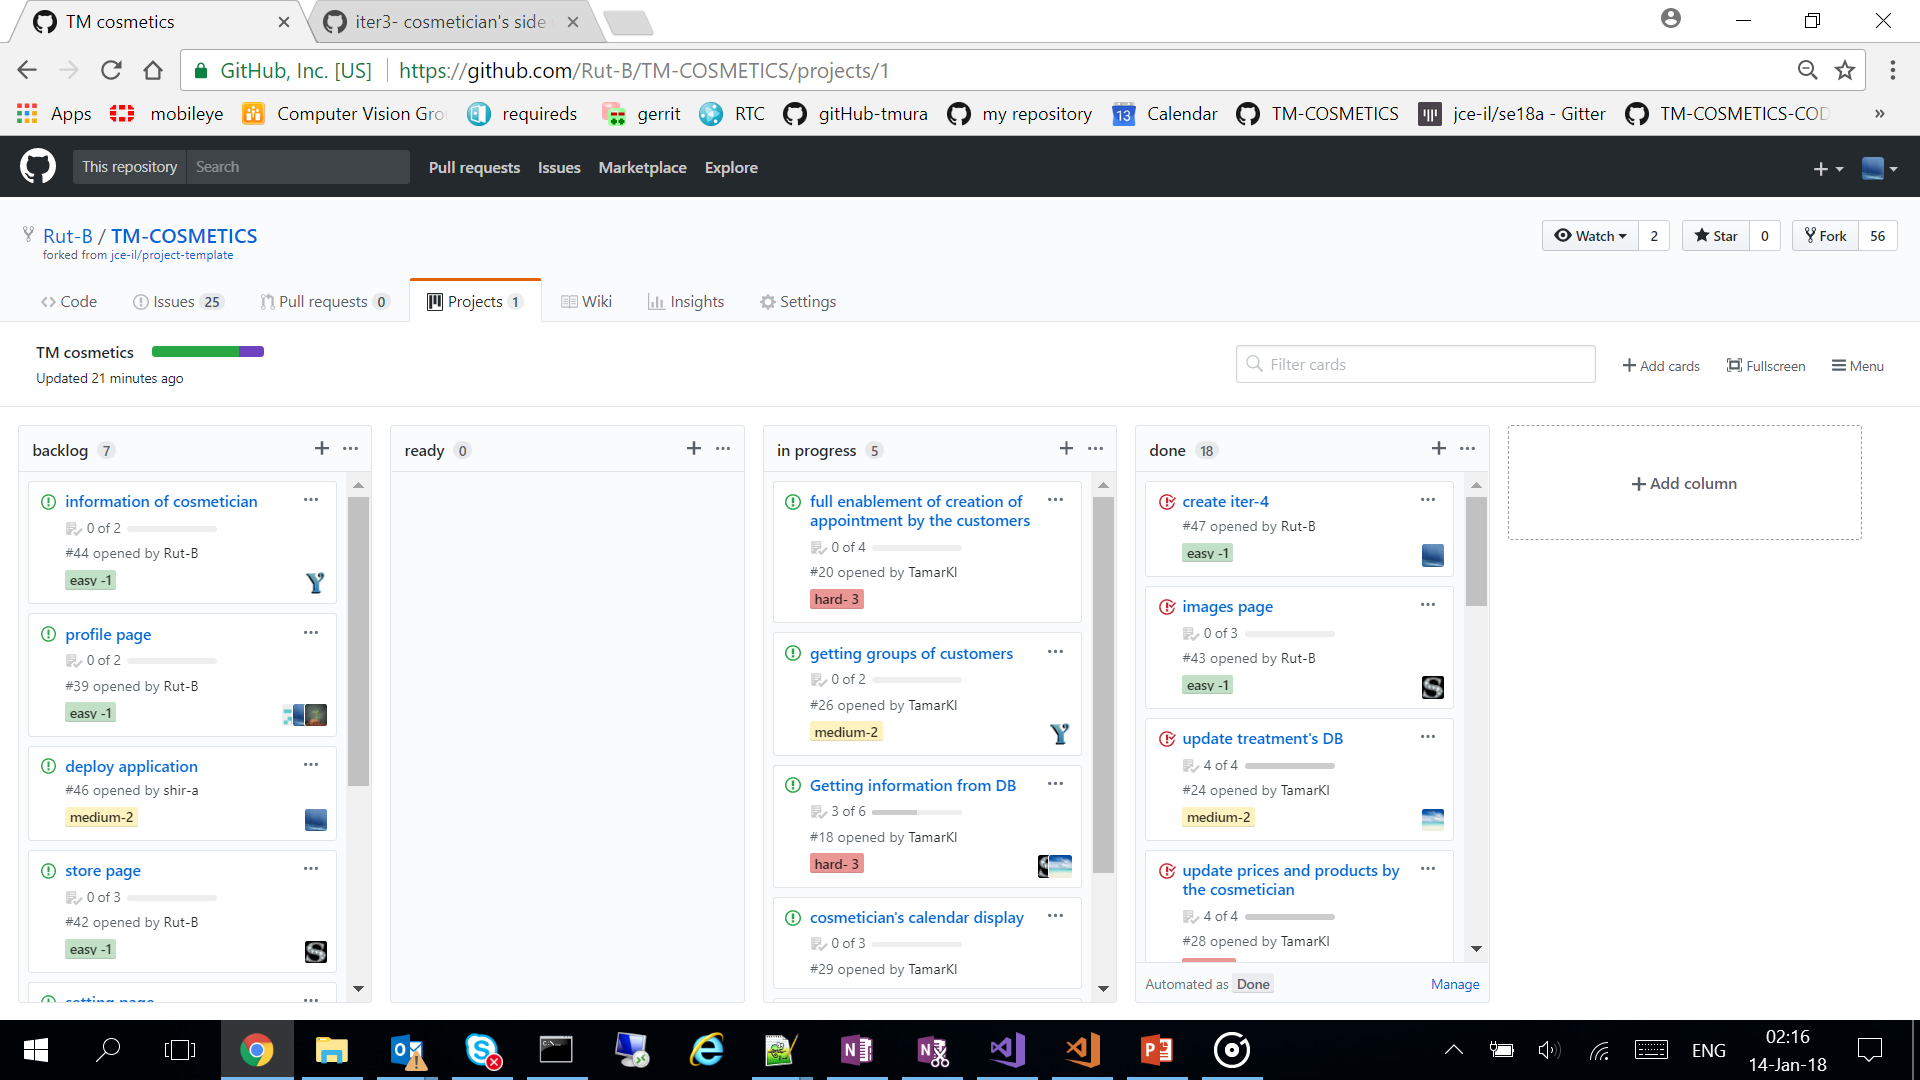 TM cosmetics
iter3- cosmetician's side
GitHub, Inc. [US]
https://github.com/Rut-B/TM-COSMETICS/projects/1
Apps
mobileye
Computer Vision Gro
requireds
gerrit
RTC
gitHub-tmura
my repository
13
Calendar
TM-COSMETICS
jce-il/se18a - Gitter
TM-COSMETICS-COD
»
This repository
Search
Pull requests
Issues
Marketplace
Explore
Rut-B / TM-COSMETICS
forked from jce-il/project-template
Watch 2
Star 0
Fork 56
Code
Issues 25
Pull requests 0
Projects 1
Wiki
Insights
Settings
TM cosmetics
Updated 21 minutes ago
Filter cards
Add cards
Fullscreen
Menu
backlog 7
information of cosmetician
0 of 2
#44 opened by Rut-B
easy -1
profile page
0 of 2
#39 opened by Rut-B
easy -1
deploy application
#46 opened by shir-a
medium-2
store page
0 of 3
#42 opened by Rut-B
easy -1
setting page
ready 0
in progress 5
full enablement of creation of
appointment by the customers
0 of 4
#20 opened by TamarKl
hard- 3
getting groups of customers
0 of 2
#26 opened by TamarKl
medium-2
Getting information from DB
3 of 6
#18 opened by TamarKl
hard- 3
cosmetician's calendar display
0 of 3
#29 opened by TamarKl
done 18
create iter-4
#47 opened by Rut-B
easy -1
images page
0 of 3
#43 opened by Rut-B
easy -1
update treatment's DB
4 of 4
#24 opened by TamarKl
medium-2
update prices and products by
the cosmetician
4 of 4
#28 opened by TamarKl
Automated as Done
Manage
Add column
ENG
02:16
14-Jan-18